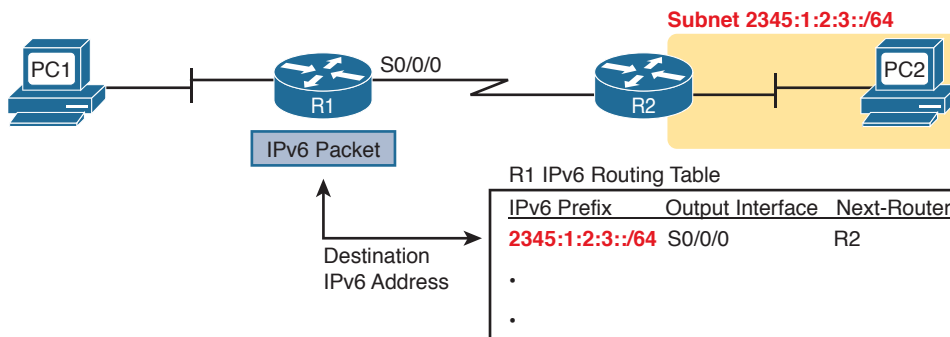 Subnet 2345:1:2:3::/64
PC1
S0/0/0
PC2
R1
R2
IPv6 Packet
R1 IPv6 Routing Table
IPv6 Prefix Output Interface Next-Router
2345:1:2:3::/64 S0/0/0 R2
Destination
IPv6 Address